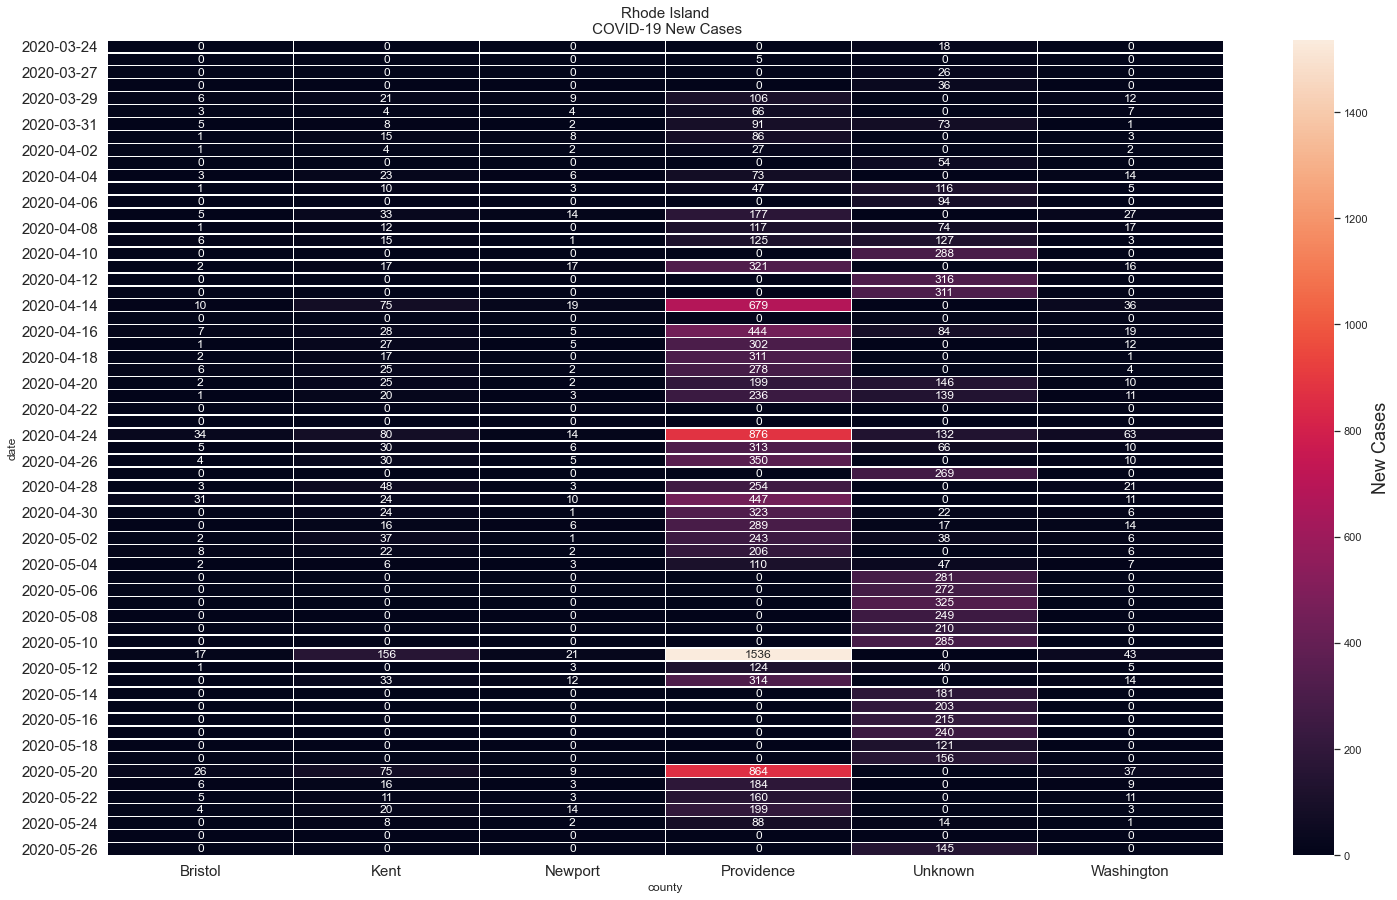 Rhode Island
COVID-19 New Cases
2020-03-24 0 0 0 0 18 0
0 0 0 5 0 0
2020-03-27 0 0 0 0 26 0
0 0 0 0 36 0
2020-03-29 6 21 9 106 0 12
3 4 4 66 0 7
2020-03-31 5 8 2 91 73 1
1 15 8 86 0 3
2020-04-02 1 4 2 27 0 2
0 0 0 0 54 0
2020-04-04 3 23 6 73 0 14
1 10 3 47 116 5
2020-04-06 0 0 0 0 94 0
5 33 14 177 0 27
2020-04-08 1 12 0 117 74 17
6 15 1 125 127 3
2020-04-10 0 0 0 0 288 0
2 17 17 321 0 16
2020-04-12 0 0 0 0 316 0
0 0 0 0 311 0
2020-04-14 10 75 19 679 0 36
0 0 0 0 0 0
2020-04-16 7 28 5 444 84 19
1 27 5 302 0 12
2020-04-18 2 17 0 311 0 1
6 25 2 278 0 4
2020-04-20 2 25 2 199 146 10
1 20 3 236 139 11
2020-04-22 0 0 0 0 0 0
0 0 0 0 0 0
2020-04-24 34 80 14 876 132 63
5 30 6 313 66 10
2020-04-26 4 30 5 350 0 10
0 0 0 0 269 0
2020-04-28 3 48 3 254 0 21
31 24 10 447 0 11
2020-04-30 0 24 1 323 22 6
0 16 6 289 17 14
2020-05-02 2 37 1 243 38 6
8 22 2 206 0 6
2020-05-04 2 6 3 110 47 7
0 0 0 0 281 0
2020-05-06 0 0 0 0 272 0
0 0 0 0 325 0
2020-05-08 0 0 0 0 249 0
0 0 0 0 210 0
2020-05-10 0 0 0 0 285 0
17 156 21 1536 0 43
2020-05-12 1 0 3 124 40 5
0 33 12 314 0 14
2020-05-14 0 0 0 0 181 0
0 0 0 0 203 0
2020-05-16 0 0 0 0 215 0
0 0 0 0 240 0
2020-05-18 0 0 0 0 121 0
0 0 0 0 156 0
2020-05-20 26 75 9 864 0 37
6 16 3 184 0 9
2020-05-22 5 11 3 160 0 11
4 20 14 199 0 3
2020-05-24 0 8 2 88 14 1
0 0 0 0 0 0
2020-05-26 0 0 0 0 145 0
Bristol Kent Newport Providence Unknown Washington
county
date
1400
1200
1000
800
600
400
200
0
New Cases